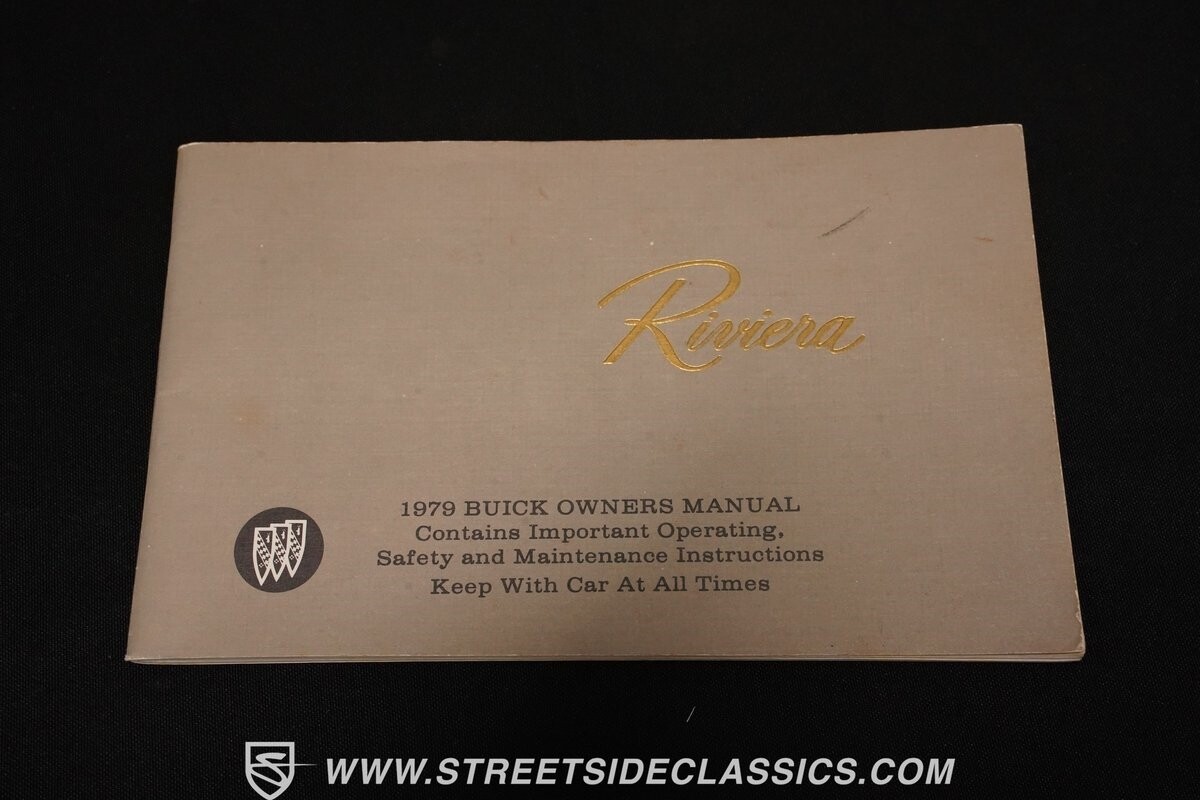 Riviera
1979 BUICK OWNERS MANUAL
Contains Important Operating,
Safety and Maintenance Instructions
Keep With Car At All Times
WWW.STREETSIDECLASSICS.COM